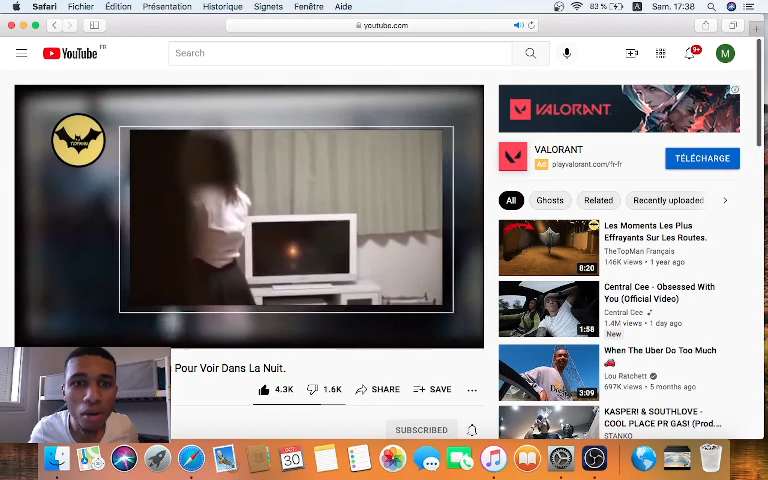 Safari Fichier Édition Présentation Historique Signets Fenêtre Aide
83 % A Sam. 17:38
youtube.com
YouTube FR
Search
9+
M
TOPMAN
VALORANT
VALORANT
Ad playvalorant.com/fr-fr
TÉLÉCHARGE
All Ghosts Related Recently uploaded
Les Moments Les Plus
Effrayants Sur Les Routes.
TheTopMan Français
146K views • 1 year ago
8:20
Central Cee - Obsessed With
You (Official Video)
Central Cee
1.4M views • 1 day ago
New
1:58
When The Uber Do Too Much
Lou Ratchett
697K views • 5 months ago
3:09
KASPER! & SOUTHLOVE -
COOL PLACE PR GAS! (Prod....
STANKO
Pour Voir Dans La Nuit.
4.3K 1.6K SHARE SAVE
SUBSCRIBED
OCT
30